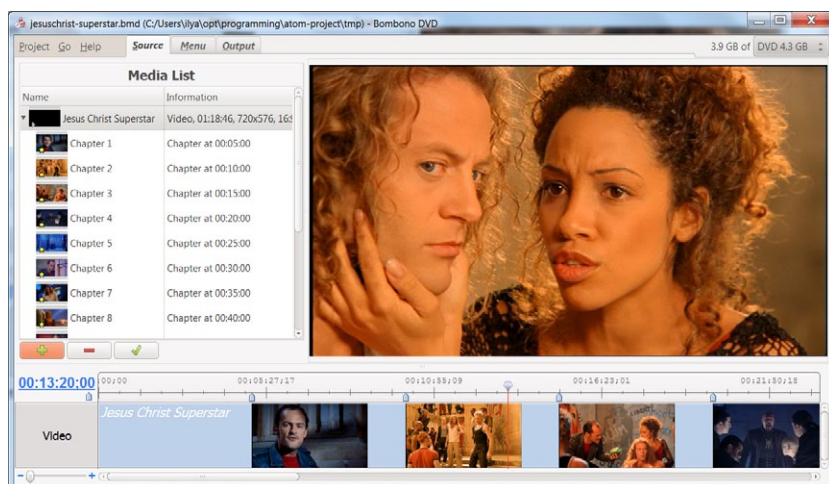 jesuschrist-superstar.bmd (C:/Users\ilya\opt\programming\atom-project\tmp) - Bombono DVD
Project Go Help Source Menu Output 3.9 GB of DVD 4.3 GB
Media List
Name Information
Jesus Christ Superstar Video, 01:18:46, 720x576, 16:9
Chapter 1 Chapter at 00:05:00
Chapter 2 Chapter at 00:10:00
Chapter 3 Chapter at 00:15:00
Chapter 4 Chapter at 00:20:00
Chapter 5 Chapter at 00:25:00
Chapter 6 Chapter at 00:30:00
Chapter 7 Chapter at 00:35:00
Chapter 8 Chapter at 00:40:00
00:13:20;00 00;00 00:05:27;17 00:10:55;09 00:16:23;01 00:21:50;18
Jesus Christ Superstar
Video